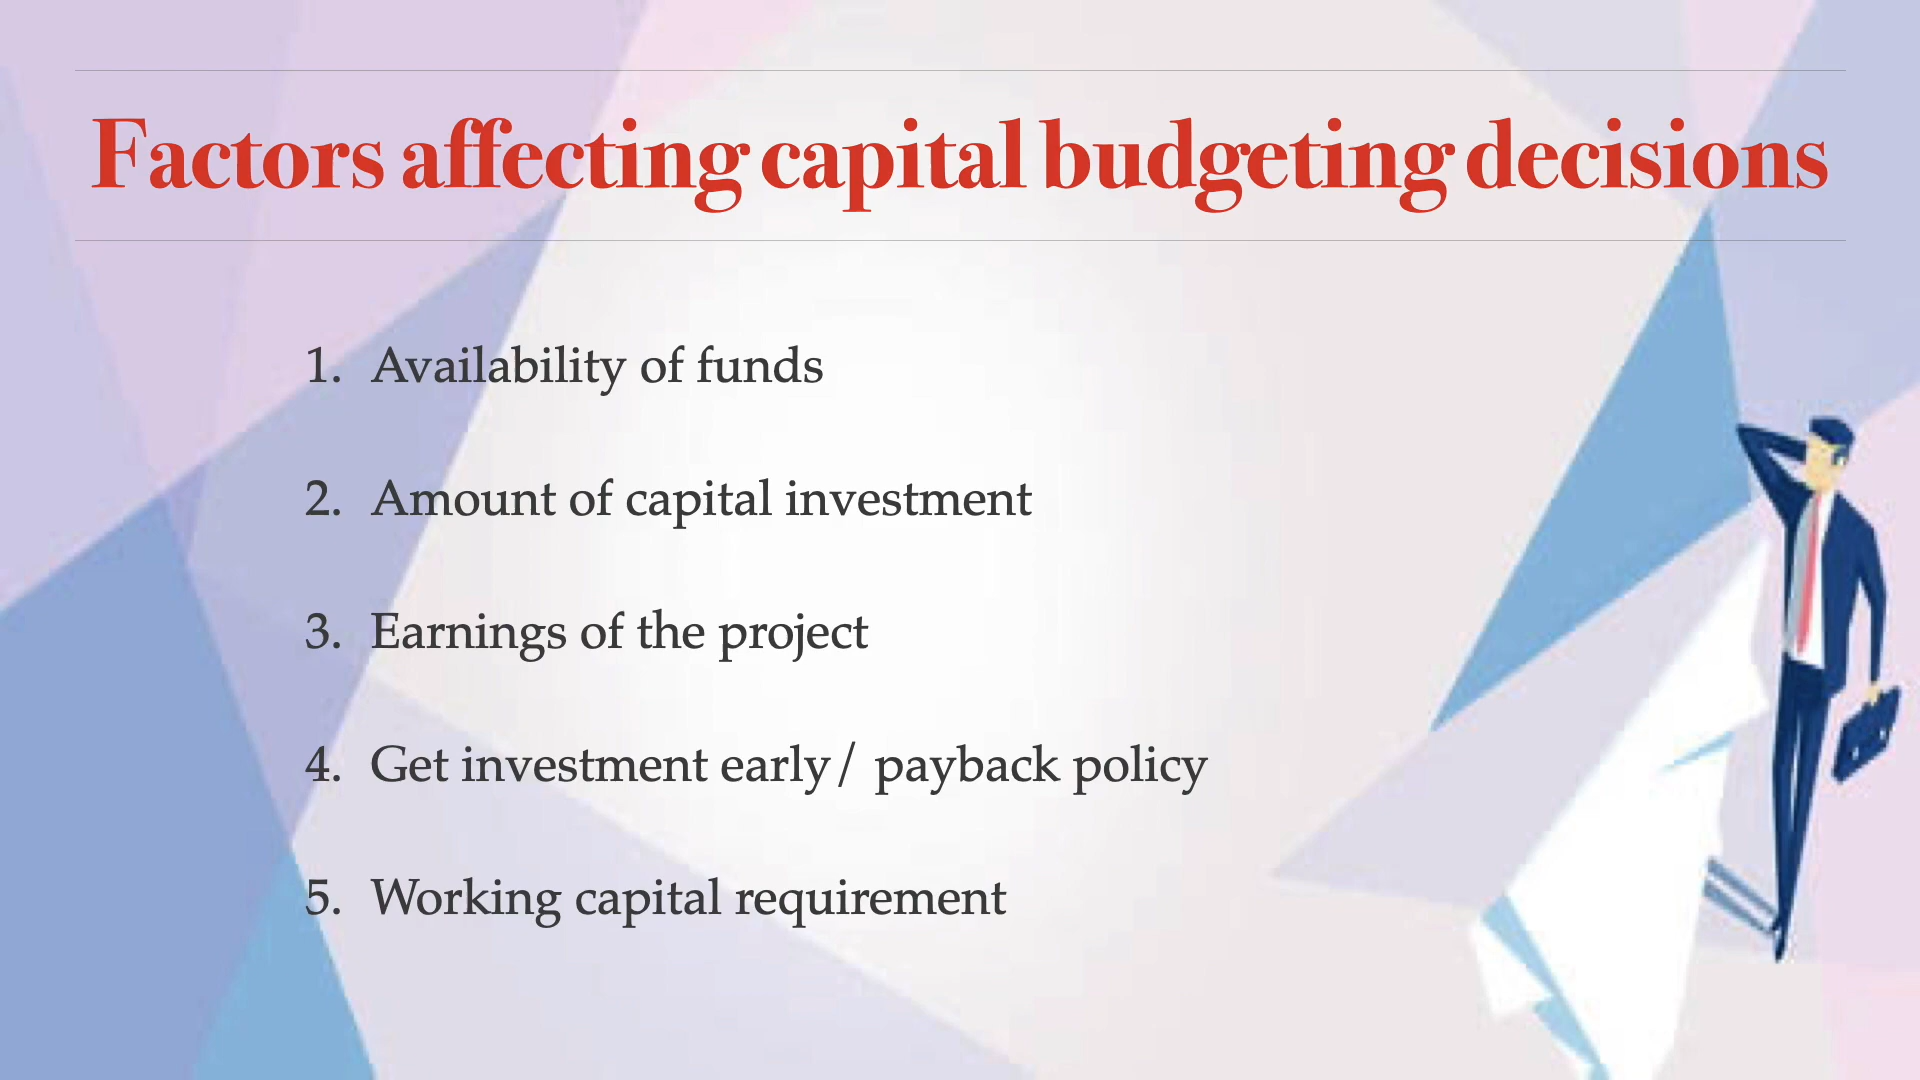 Factors affecting capital budgeting decisions
1. Availability of funds
2. Amount of capital investment
3. Earnings of the project
4. Get investment early/ payback policy
5. Working capital requirement